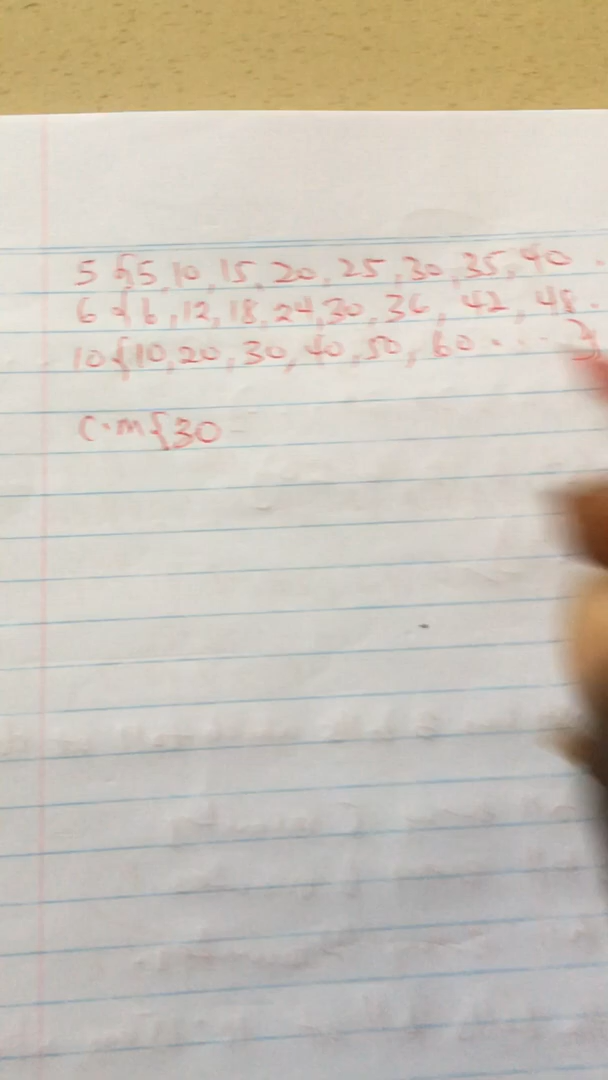 5 {5, 10, 15, 20, 25, 30, 35, 40 .
6 {6, 12, 18, 24, 30, 36, 42, 48 .
10 {10, 20, 30, 40, 50, 60 . . . }
C.M {30